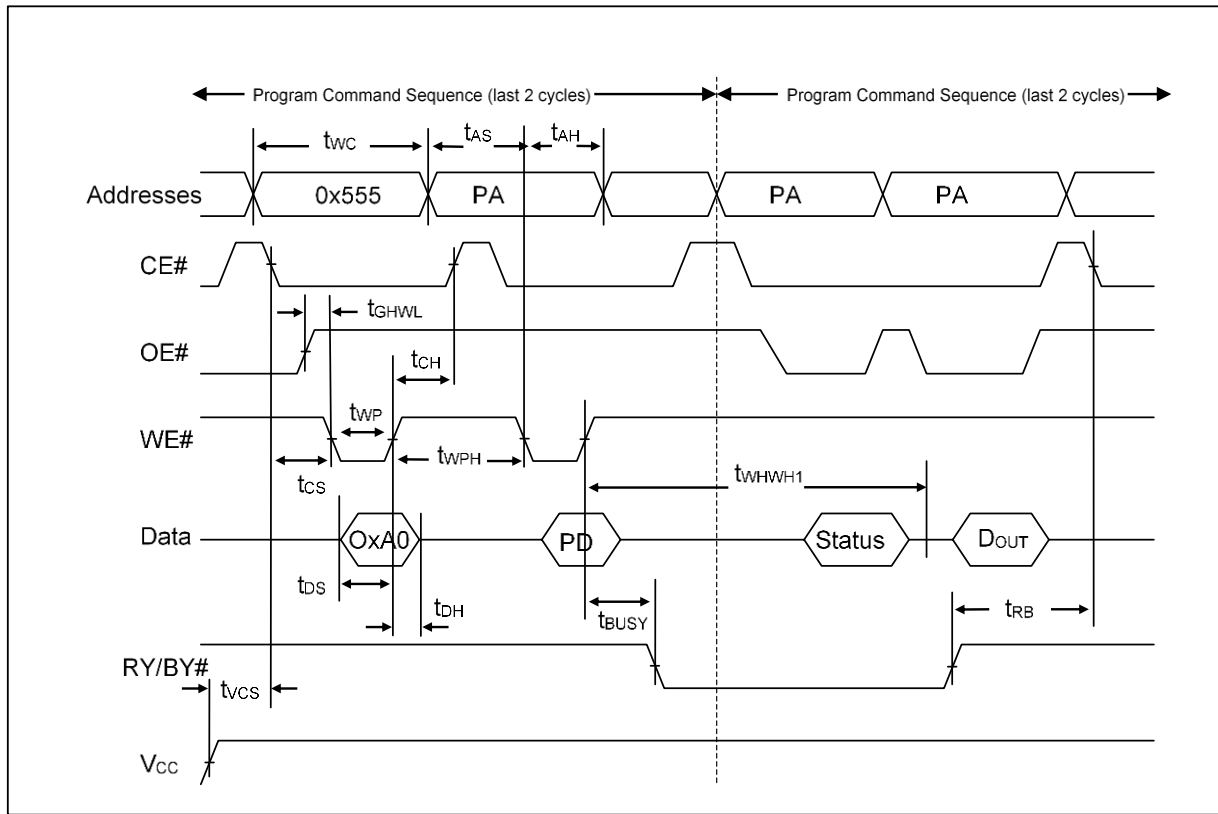 Program Command Sequence (last 2 cycles) Program Command Sequence (last 2 cycles)
tWC tAS tAH
Addresses 0x555 PA PA PA
CE#
tGHWL
OE#
tCH
tWP
WE#
tWPH
tCS tWHWH1
Data OxA0 PD Status DOUT
tDS tDH tBUSY tRB
RY/BY#
tVCS
VCC